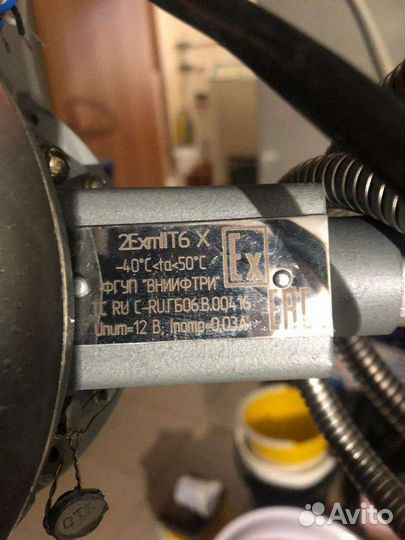 2ExmIIT6 X
-40°C<ta<50°C
ФГУП "ВНИИФТРИ"
ТС RU C-RU.ГБ06.В.00416
Uпит=12 В, Iпотр=0,03А
Ex
EAC
Avito